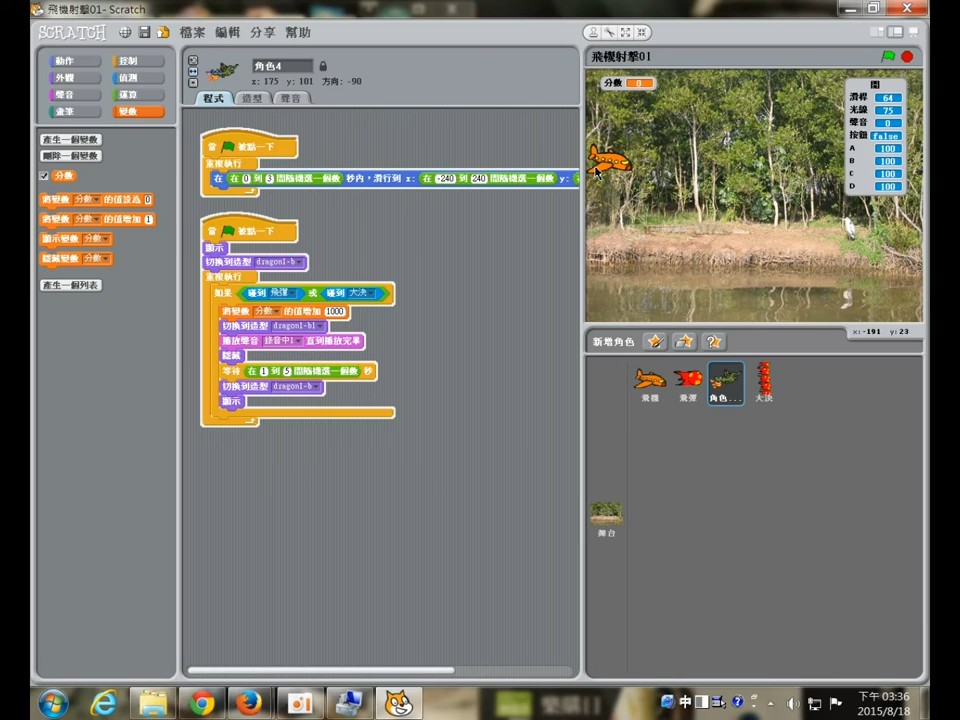 飛機射擊01- Scratch
SCRATCH 檔案 編輯 分享 幫助
動作 控制
外觀 偵測
聲音 運算
畫筆 變數
產生一個變數
刪除一個變數
分數
將變數 分數 的值設為 0
將變數 分數 的值增加 1
顯示變數 分數
隱藏變數 分數
產生一個列表
角色4
x: 175 y: 101 方向: -90
程式 造型 聲音
當 被點一下
重複執行
在 在 0 到 3 間隨機選一個數 秒內，滑行到 x: 在 -240 到 240 間隨機選一個數 y:
當 被點一下
顯示
切換到造型 dragon1-b
重複執行
如果 碰到 飛彈 或 碰到 大決
將變數 分數 的值增加 1000
切換到造型 dragon1-b1
播放聲音 錄音中1 直到播放完畢
隱藏
等待 在 1 到 5 間隨機選一個數 秒
切換到造型 dragon1-b
顯示
飛機射擊01
分數 0
滑桿 64
光線 75
聲音 0
按鈕 false
A 100
B 100
C 100
D 100
x: -191 y: 23
新增角色
飛機 飛彈 角色... 大決
舞台
中
下午 03:36
2015/8/18